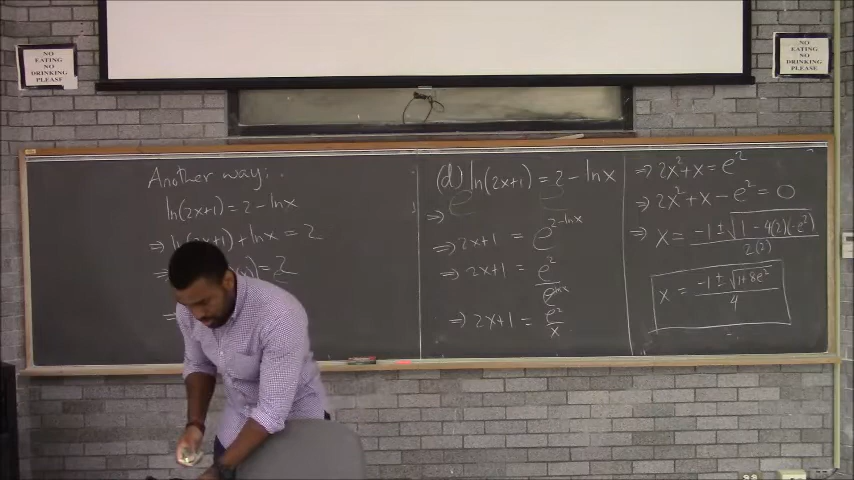 NO
EATING
NO
DRINKING
PLEASE
NO
EATING
NO
DRINKING
PLEASE
Another way:
ln(2x+1) = 2 - lnx
⇒ ln(2x+1) + lnx = 2
⇒ = 2
⇒
(d) ln(2x+1) = 2 - lnx
⇒
⇒ 2x+1 = e^{2-lnx}
⇒ 2x+1 = e²/e^{lnx}
⇒ 2x+1 = e²/x
⇒ 2x²+x = e²
⇒ 2x²+x - e² = 0
⇒ x = (-1 ± √(1 - 4(2)(-e²)))/2(2)
x = (-1 ± √(1+8e²))/4